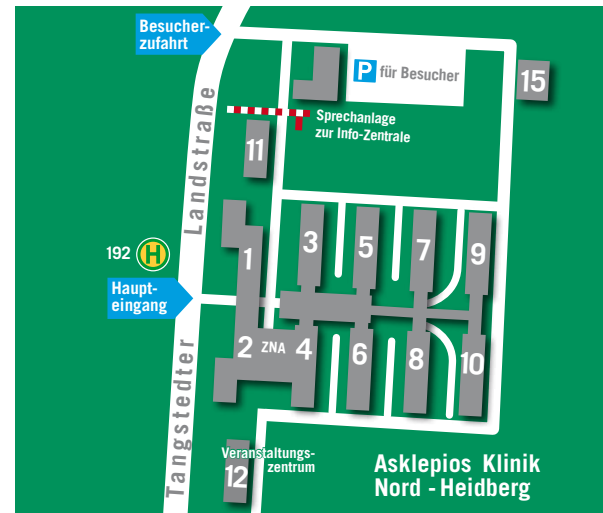 Besucher-
zufahrt
P für Besucher
15
Sprechanlage
zur Info-Zentrale
11
Tangstedter Landstraße
192 H
3
5
7
9
1
Haupt-
eingang
2 ZNA 4
6
8
10
Veranstaltungs-
zentrum
12
Asklepios Klinik
Nord - Heidberg